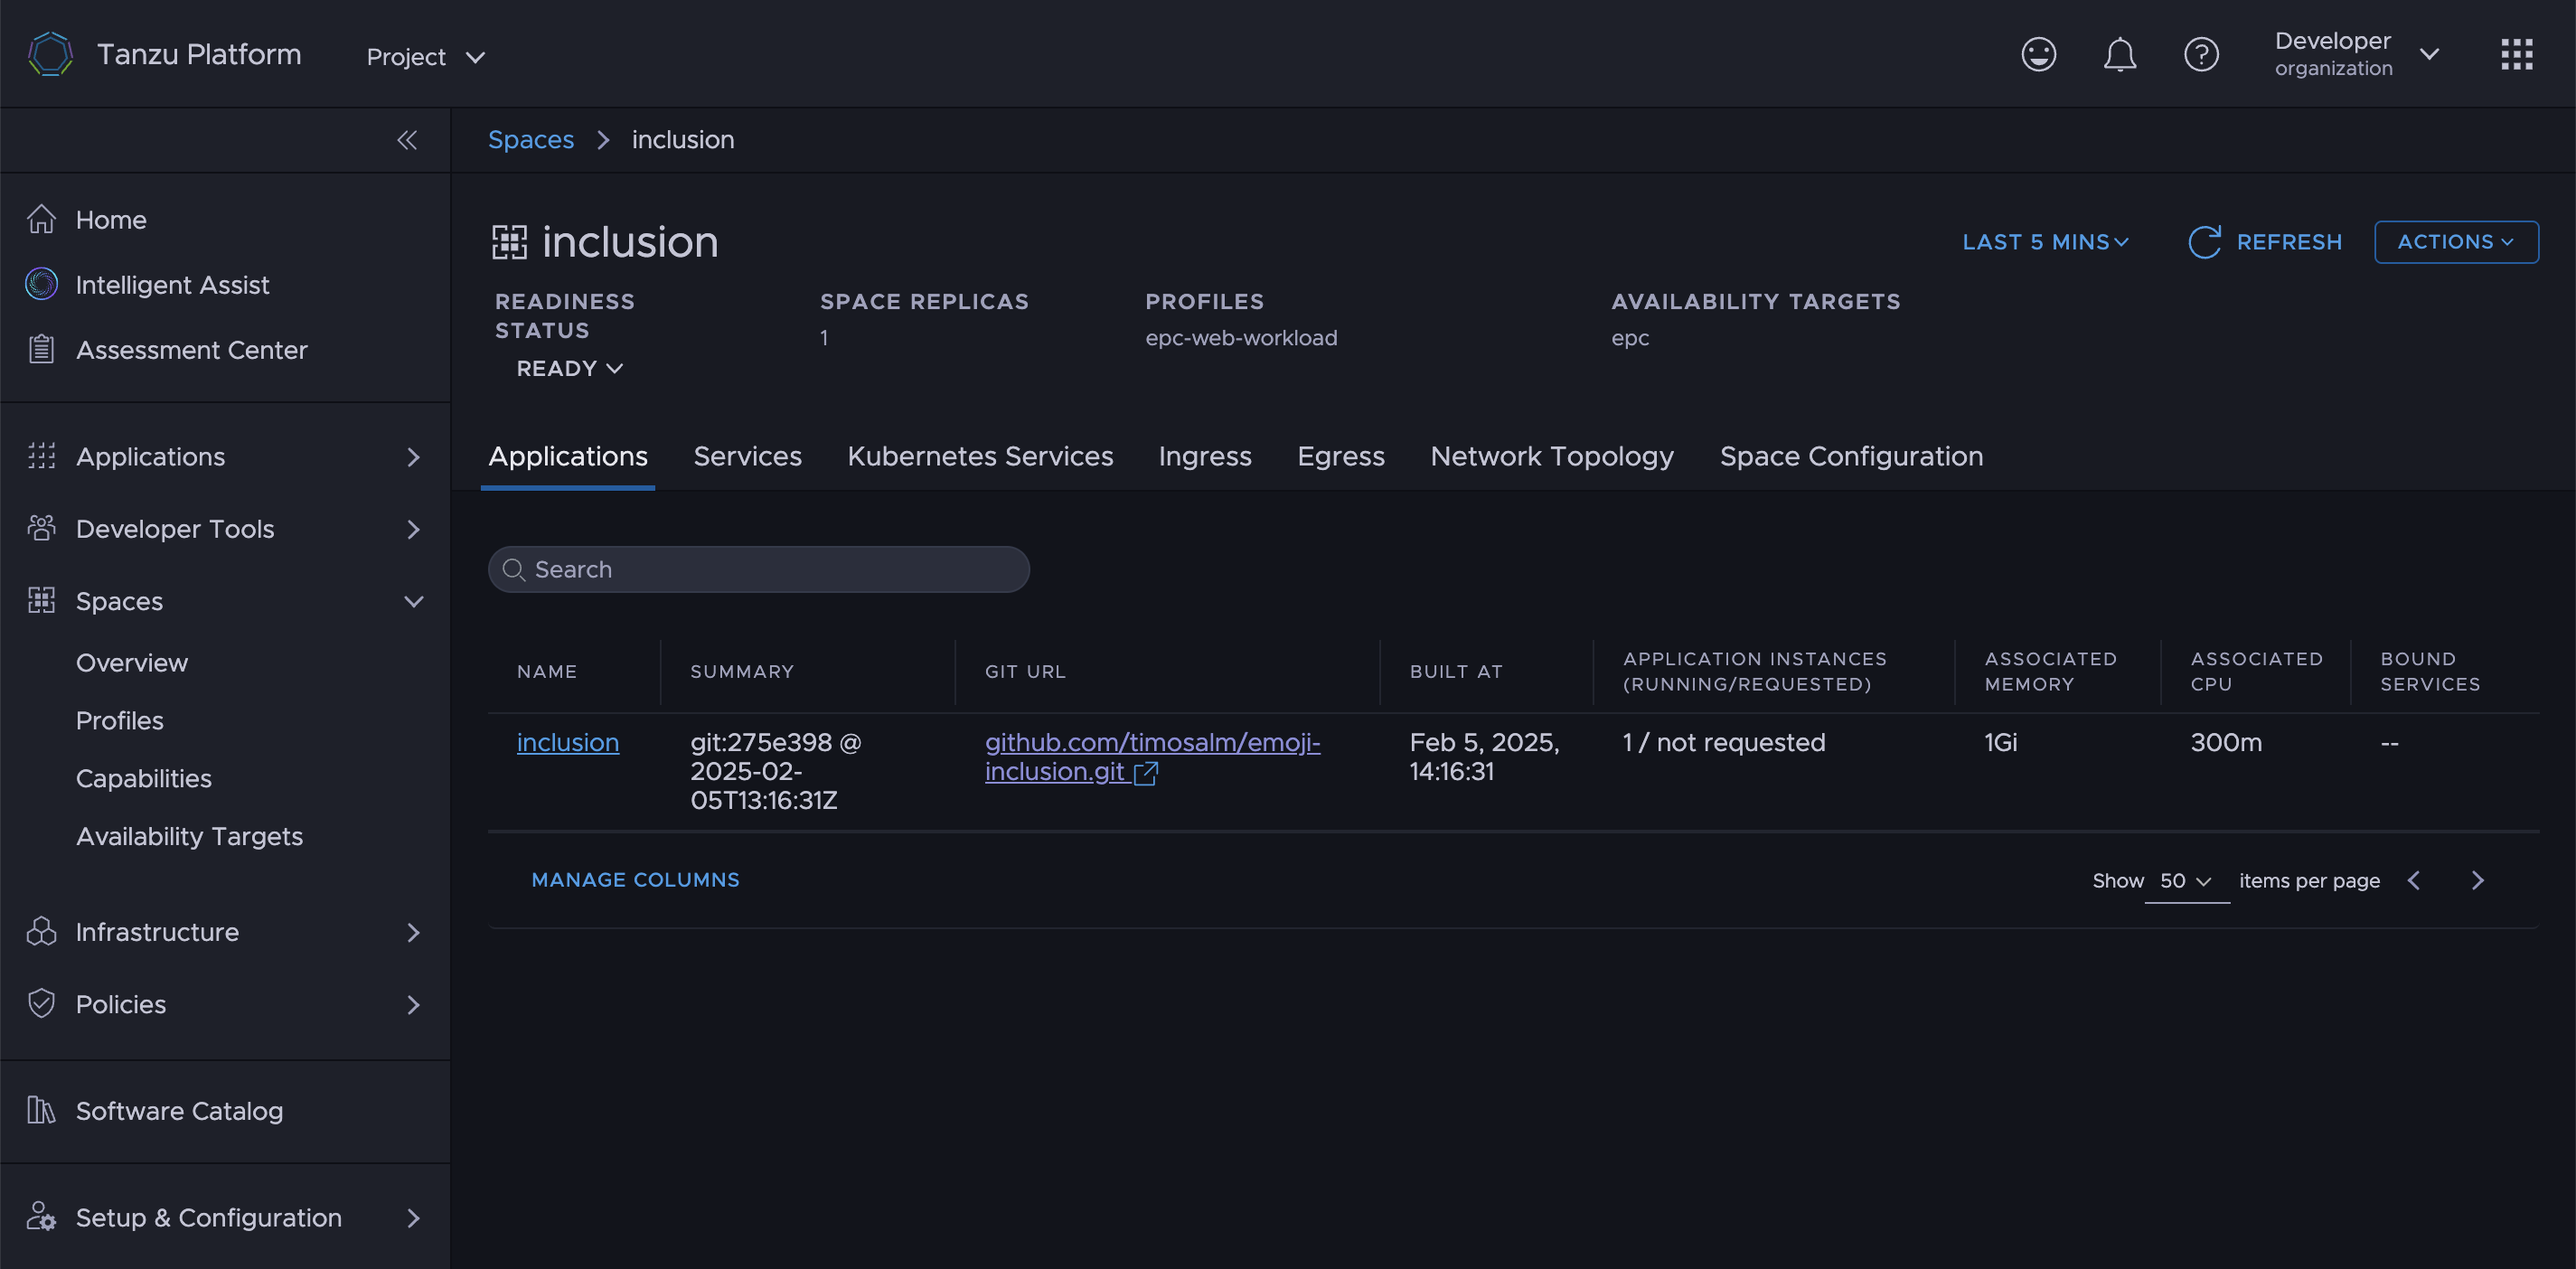 Tanzu Platform
Project
Developer
organization
Spaces
inclusion
Home
Intelligent Assist
Assessment Center
Applications
Developer Tools
Spaces
Overview
Profiles
Capabilities
Availability Targets
Infrastructure
Policies
Software Catalog
Setup & Configuration
inclusion
LAST 5 MINS
REFRESH
ACTIONS
READINESS
STATUS
READY
SPACE REPLICAS
1
PROFILES
epc-web-workload
AVAILABILITY TARGETS
epc
Applications
Services
Kubernetes Services
Ingress
Egress
Network Topology
Space Configuration
Search
NAME
SUMMARY
GIT URL
BUILT AT
APPLICATION INSTANCES
(RUNNING/REQUESTED)
ASSOCIATED
MEMORY
ASSOCIATED
CPU
BOUND
SERVICES
inclusion
git:275e398 @
2025-02-
05T13:16:31Z
github.com/timosalm/emoji-
inclusion.git
Feb 5, 2025,
14:16:31
1 / not requested
1Gi
300m
--
MANAGE COLUMNS
Show 50 items per page